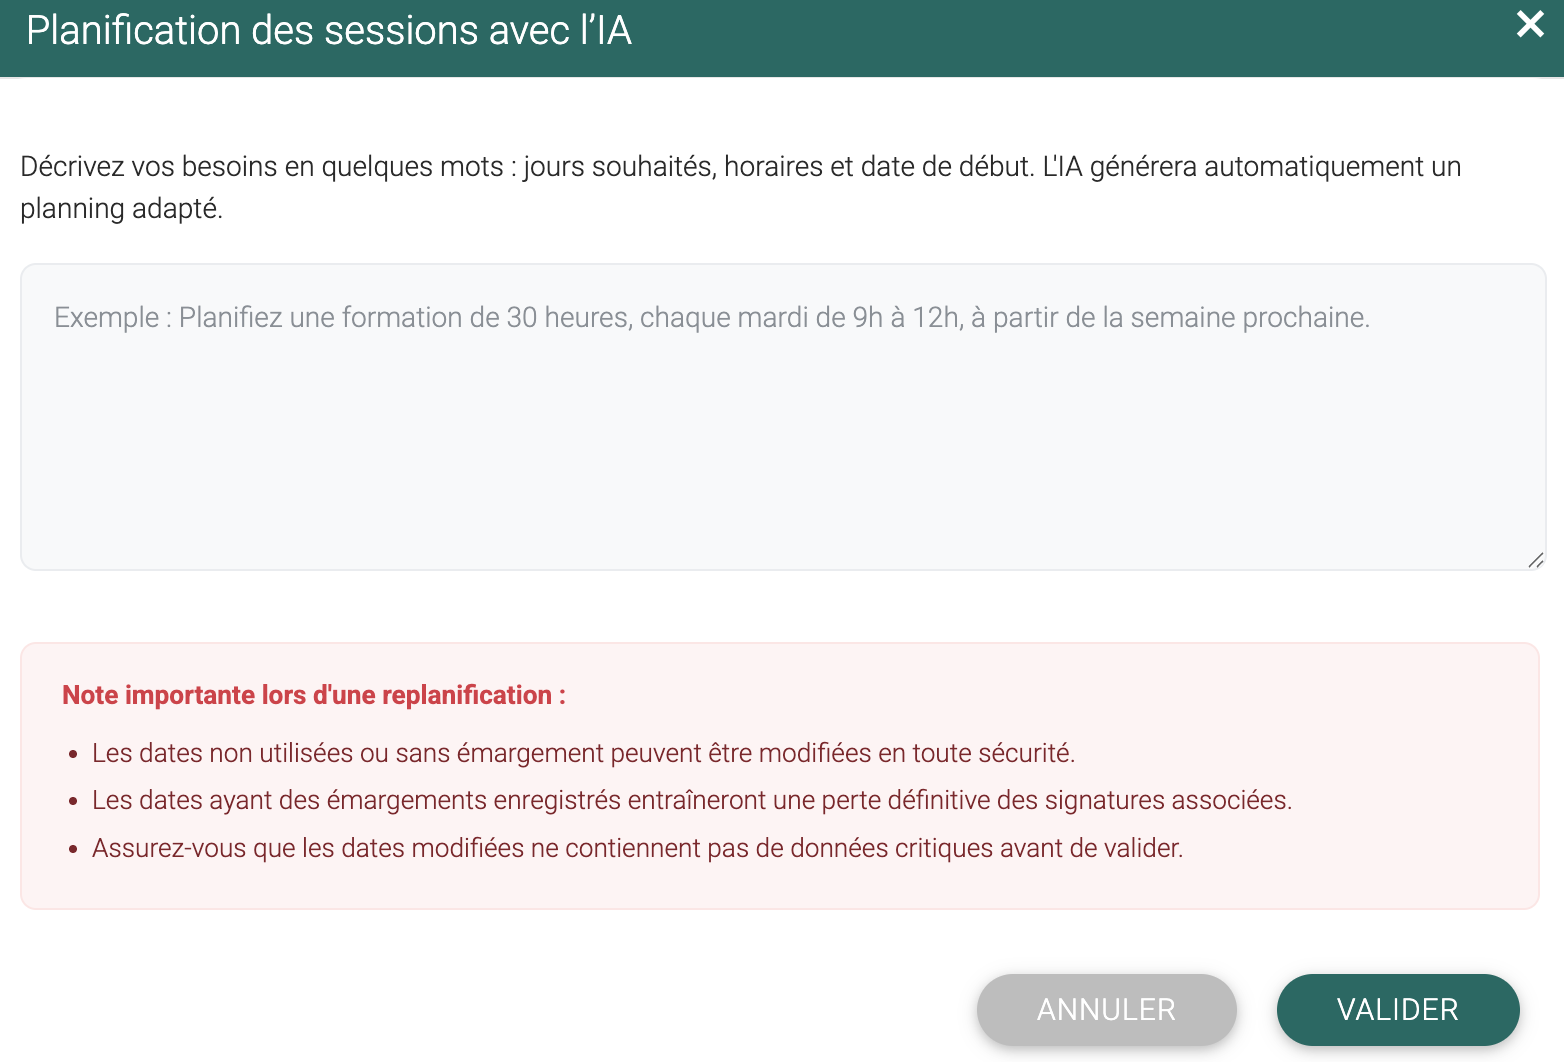 Planification des sessions avec l’IA
Décrivez vos besoins en quelques mots : jours souhaités, horaires et date de début. L'IA générera automatiquement un
planning adapté.
Exemple : Planifiez une formation de 30 heures, chaque mardi de 9h à 12h, à partir de la semaine prochaine.
Note importante lors d'une replanification :
• Les dates non utilisées ou sans émargement peuvent être modifiées en toute sécurité.
• Les dates ayant des émargements enregistrés entraîneront une perte définitive des signatures associées.
• Assurez-vous que les dates modifiées ne contiennent pas de données critiques avant de valider.
ANNULER VALIDER